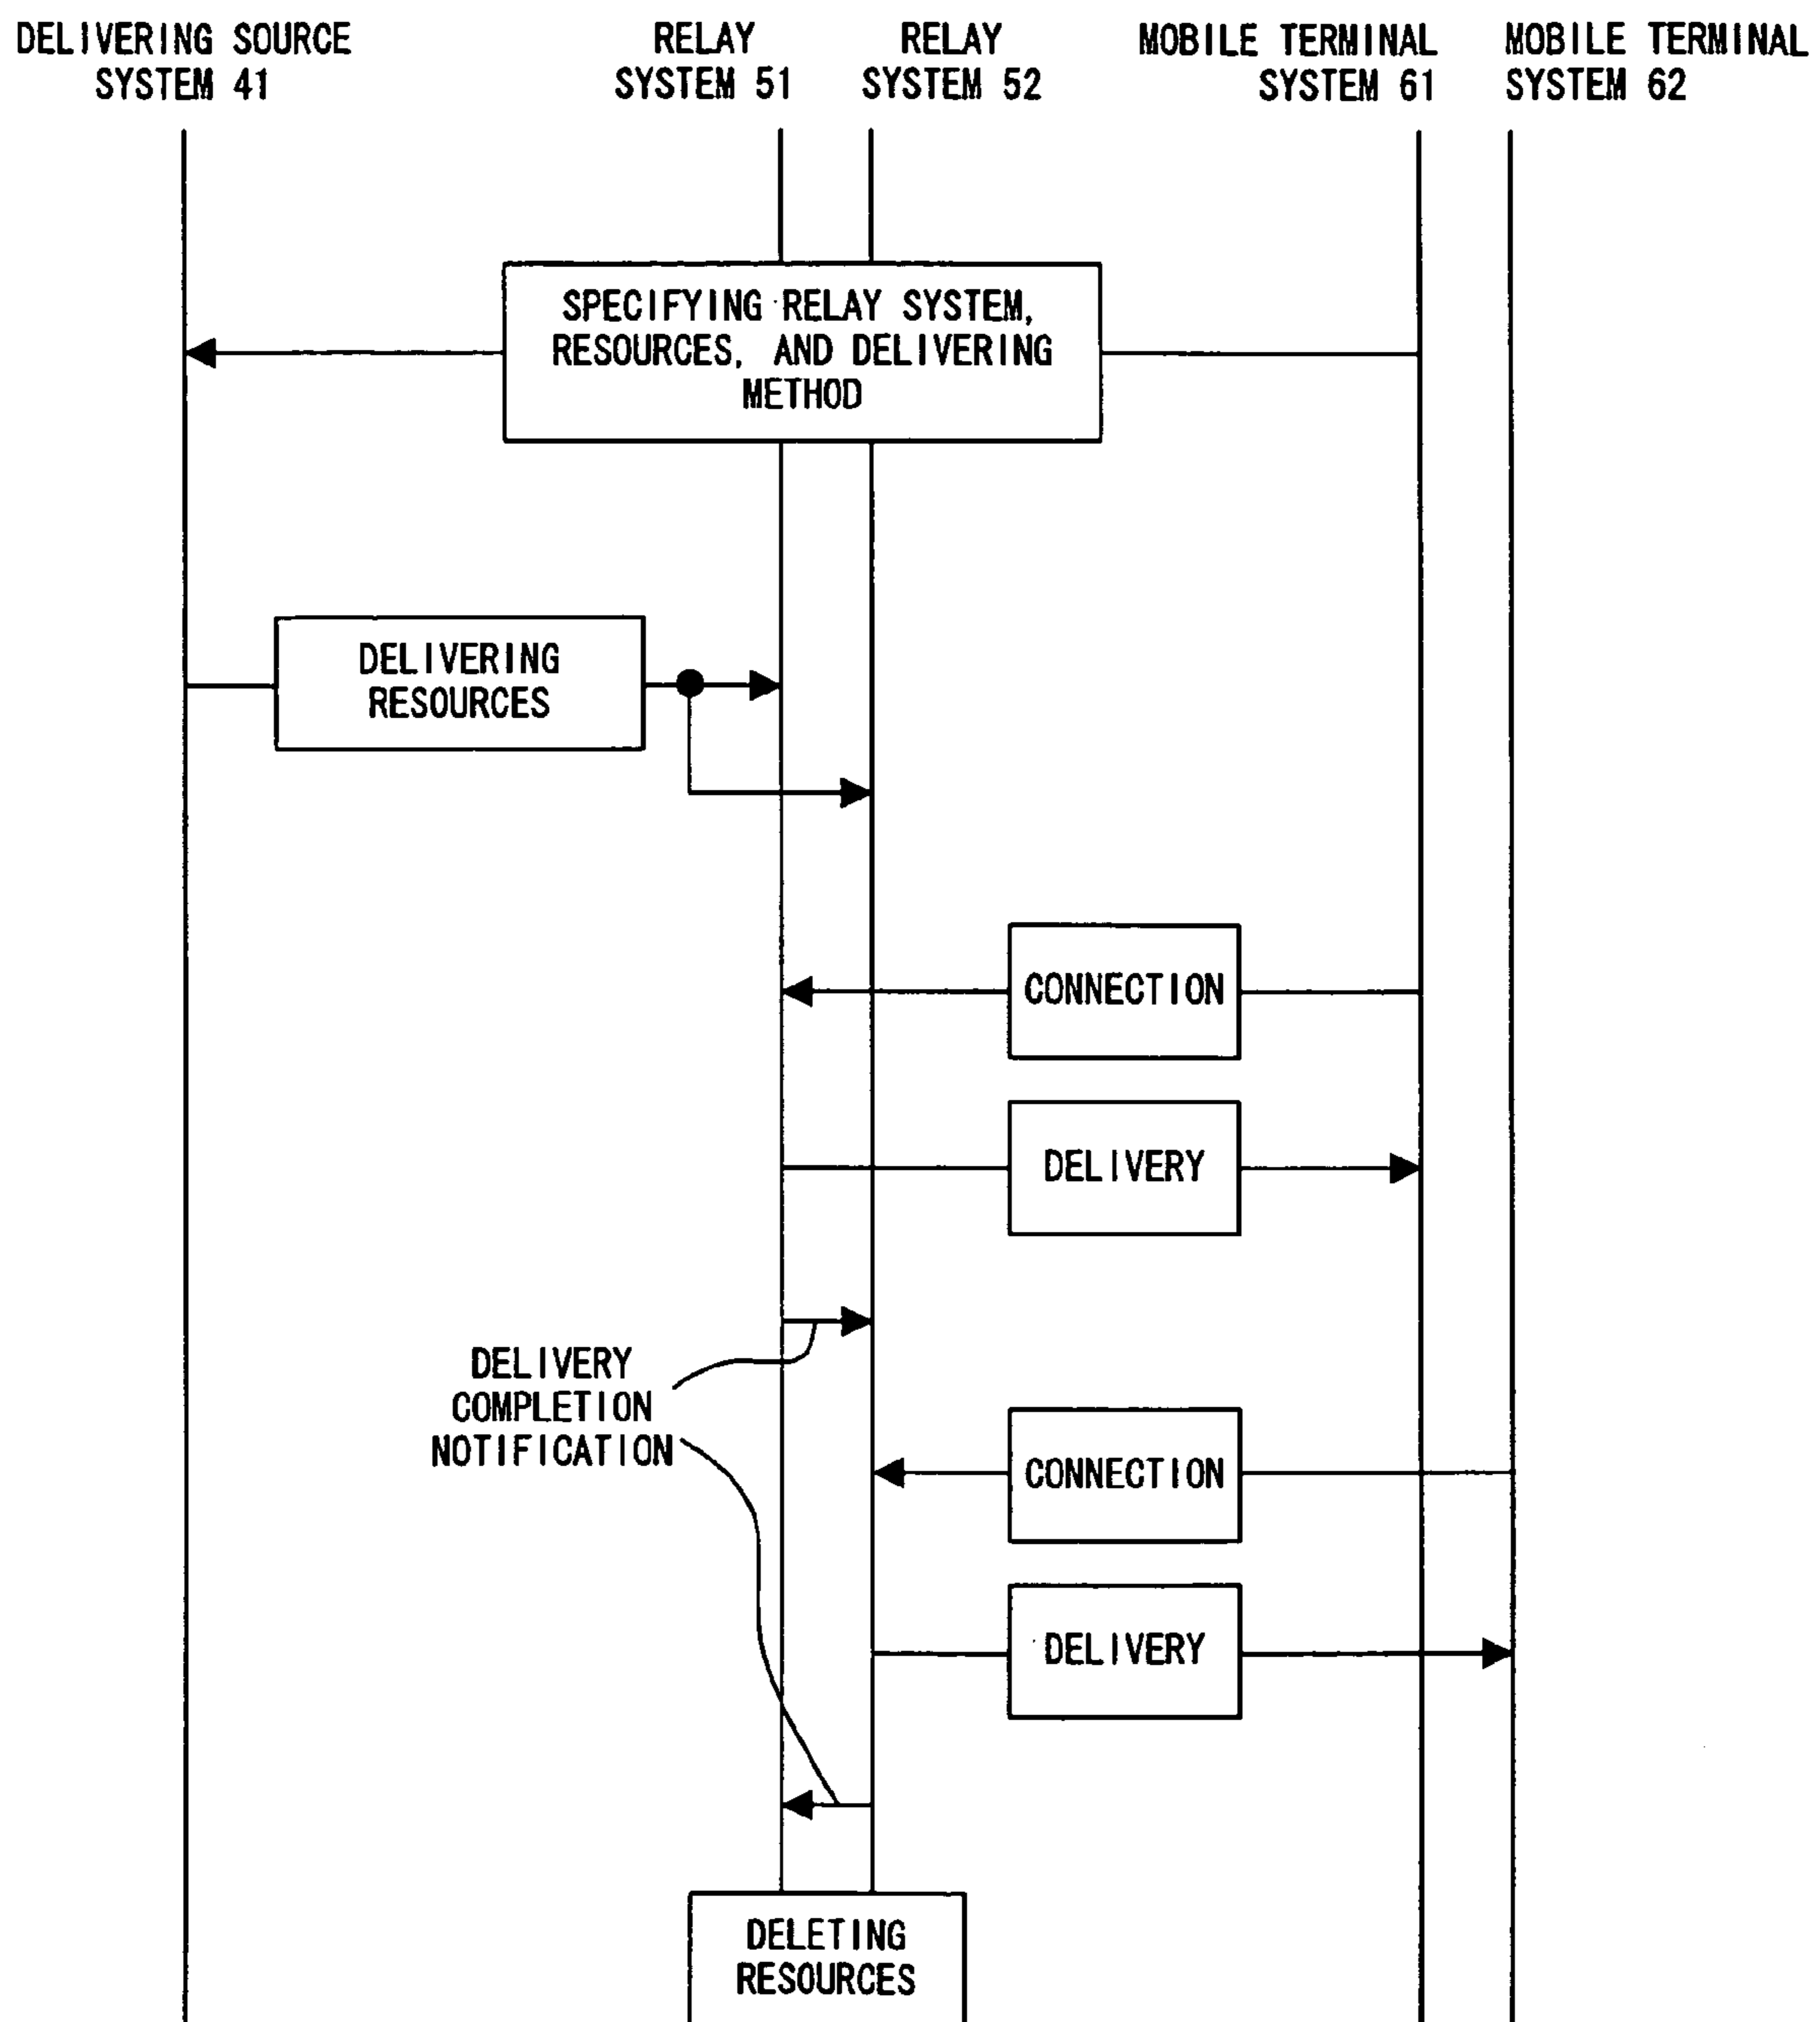 DELIVERING SOURCE
SYSTEM 41
RELAY
SYSTEM 51
RELAY
SYSTEM 52
MOBILE TERMINAL
SYSTEM 61
MOBILE TERMINAL
SYSTEM 62
SPECIFYING RELAY SYSTEM,
RESOURCES, AND DELIVERING
METHOD
DELIVERING
RESOURCES
CONNECTION
DELIVERY
DELIVERY
COMPLETION
NOTIFICATION
CONNECTION
DELIVERY
DELETING
RESOURCES